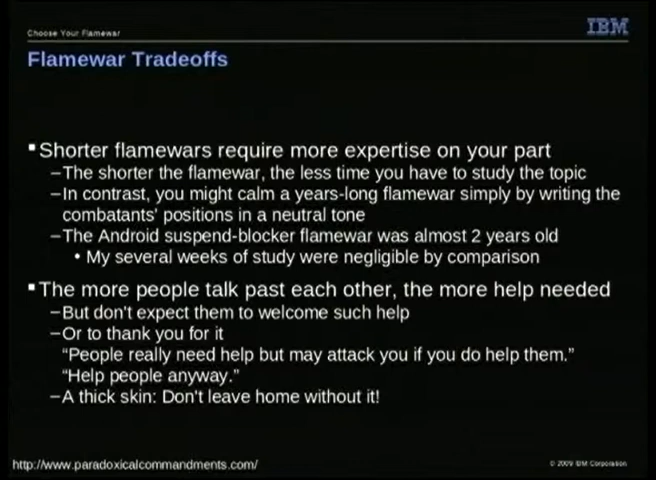 Choose Your Flamewar
IBM
Flamewar Tradeoffs
▪Shorter flamewars require more expertise on your part
–The shorter the flamewar, the less time you have to study the topic
–In contrast, you might calm a years-long flamewar simply by writing the
combatants' positions in a neutral tone
–The Android suspend-blocker flamewar was almost 2 years old
• My several weeks of study were negligible by comparison
▪The more people talk past each other, the more help needed
–But don't expect them to welcome such help
–Or to thank you for it
“People really need help but may attack you if you do help them.”
“Help people anyway.”
–A thick skin: Don't leave home without it!
http://www.paradoxicalcommandments.com/
© 2009 IBM Corporation